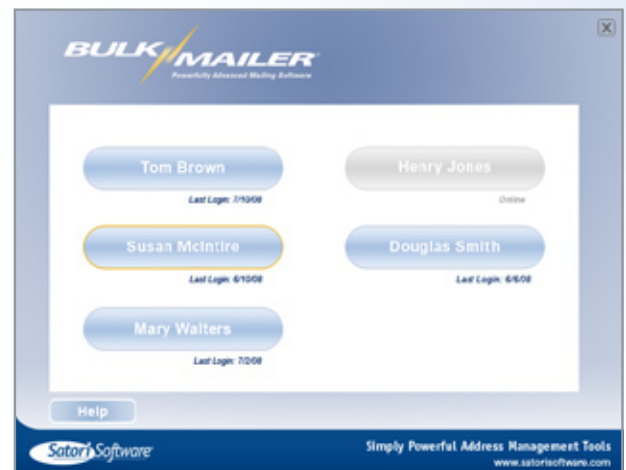 BULK MAILER
Powerfully Advanced Mailing Software
Tom Brown
Last Login: 7/10/08
Henry Jones
Online
Susan McIntire
Last Login: 6/10/08
Douglas Smith
Last Login: 6/6/08
Mary Walters
Last Login: 7/2/08
Help
Satori Software
Simply Powerful Address Management Tools
www.satorisoftware.com